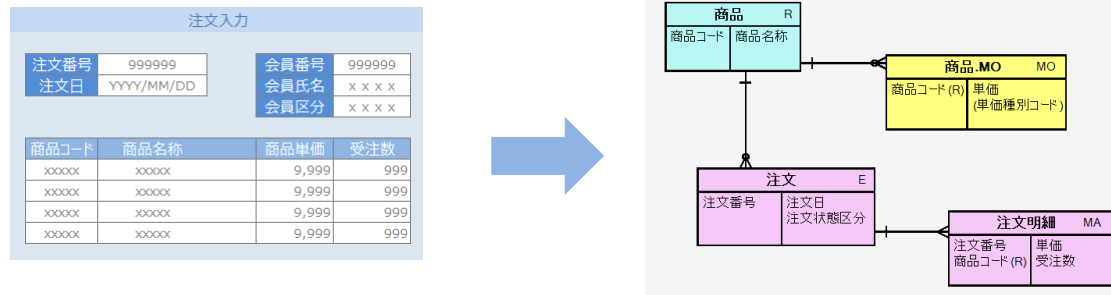 注文入力
注文番号 999999
注文日 YYYY/MM/DD
会員番号 999999
会員氏名 x x x x
会員区分 x x x x
商品コード 商品名称 商品単価 受注数
xxxxx xxxxx 9,999 999
xxxxx xxxxx 9,999 999
xxxxx xxxxx 9,999 999
xxxxx xxxxx 9,999 999
商品 R
商品コード 商品名称
商品.MO MO
商品コード(R) 単価
(単価種別コード)
注文 E
注文番号 注文日
注文状態区分
注文明細 MA
注文番号 単価
商品コード(R) 受注数